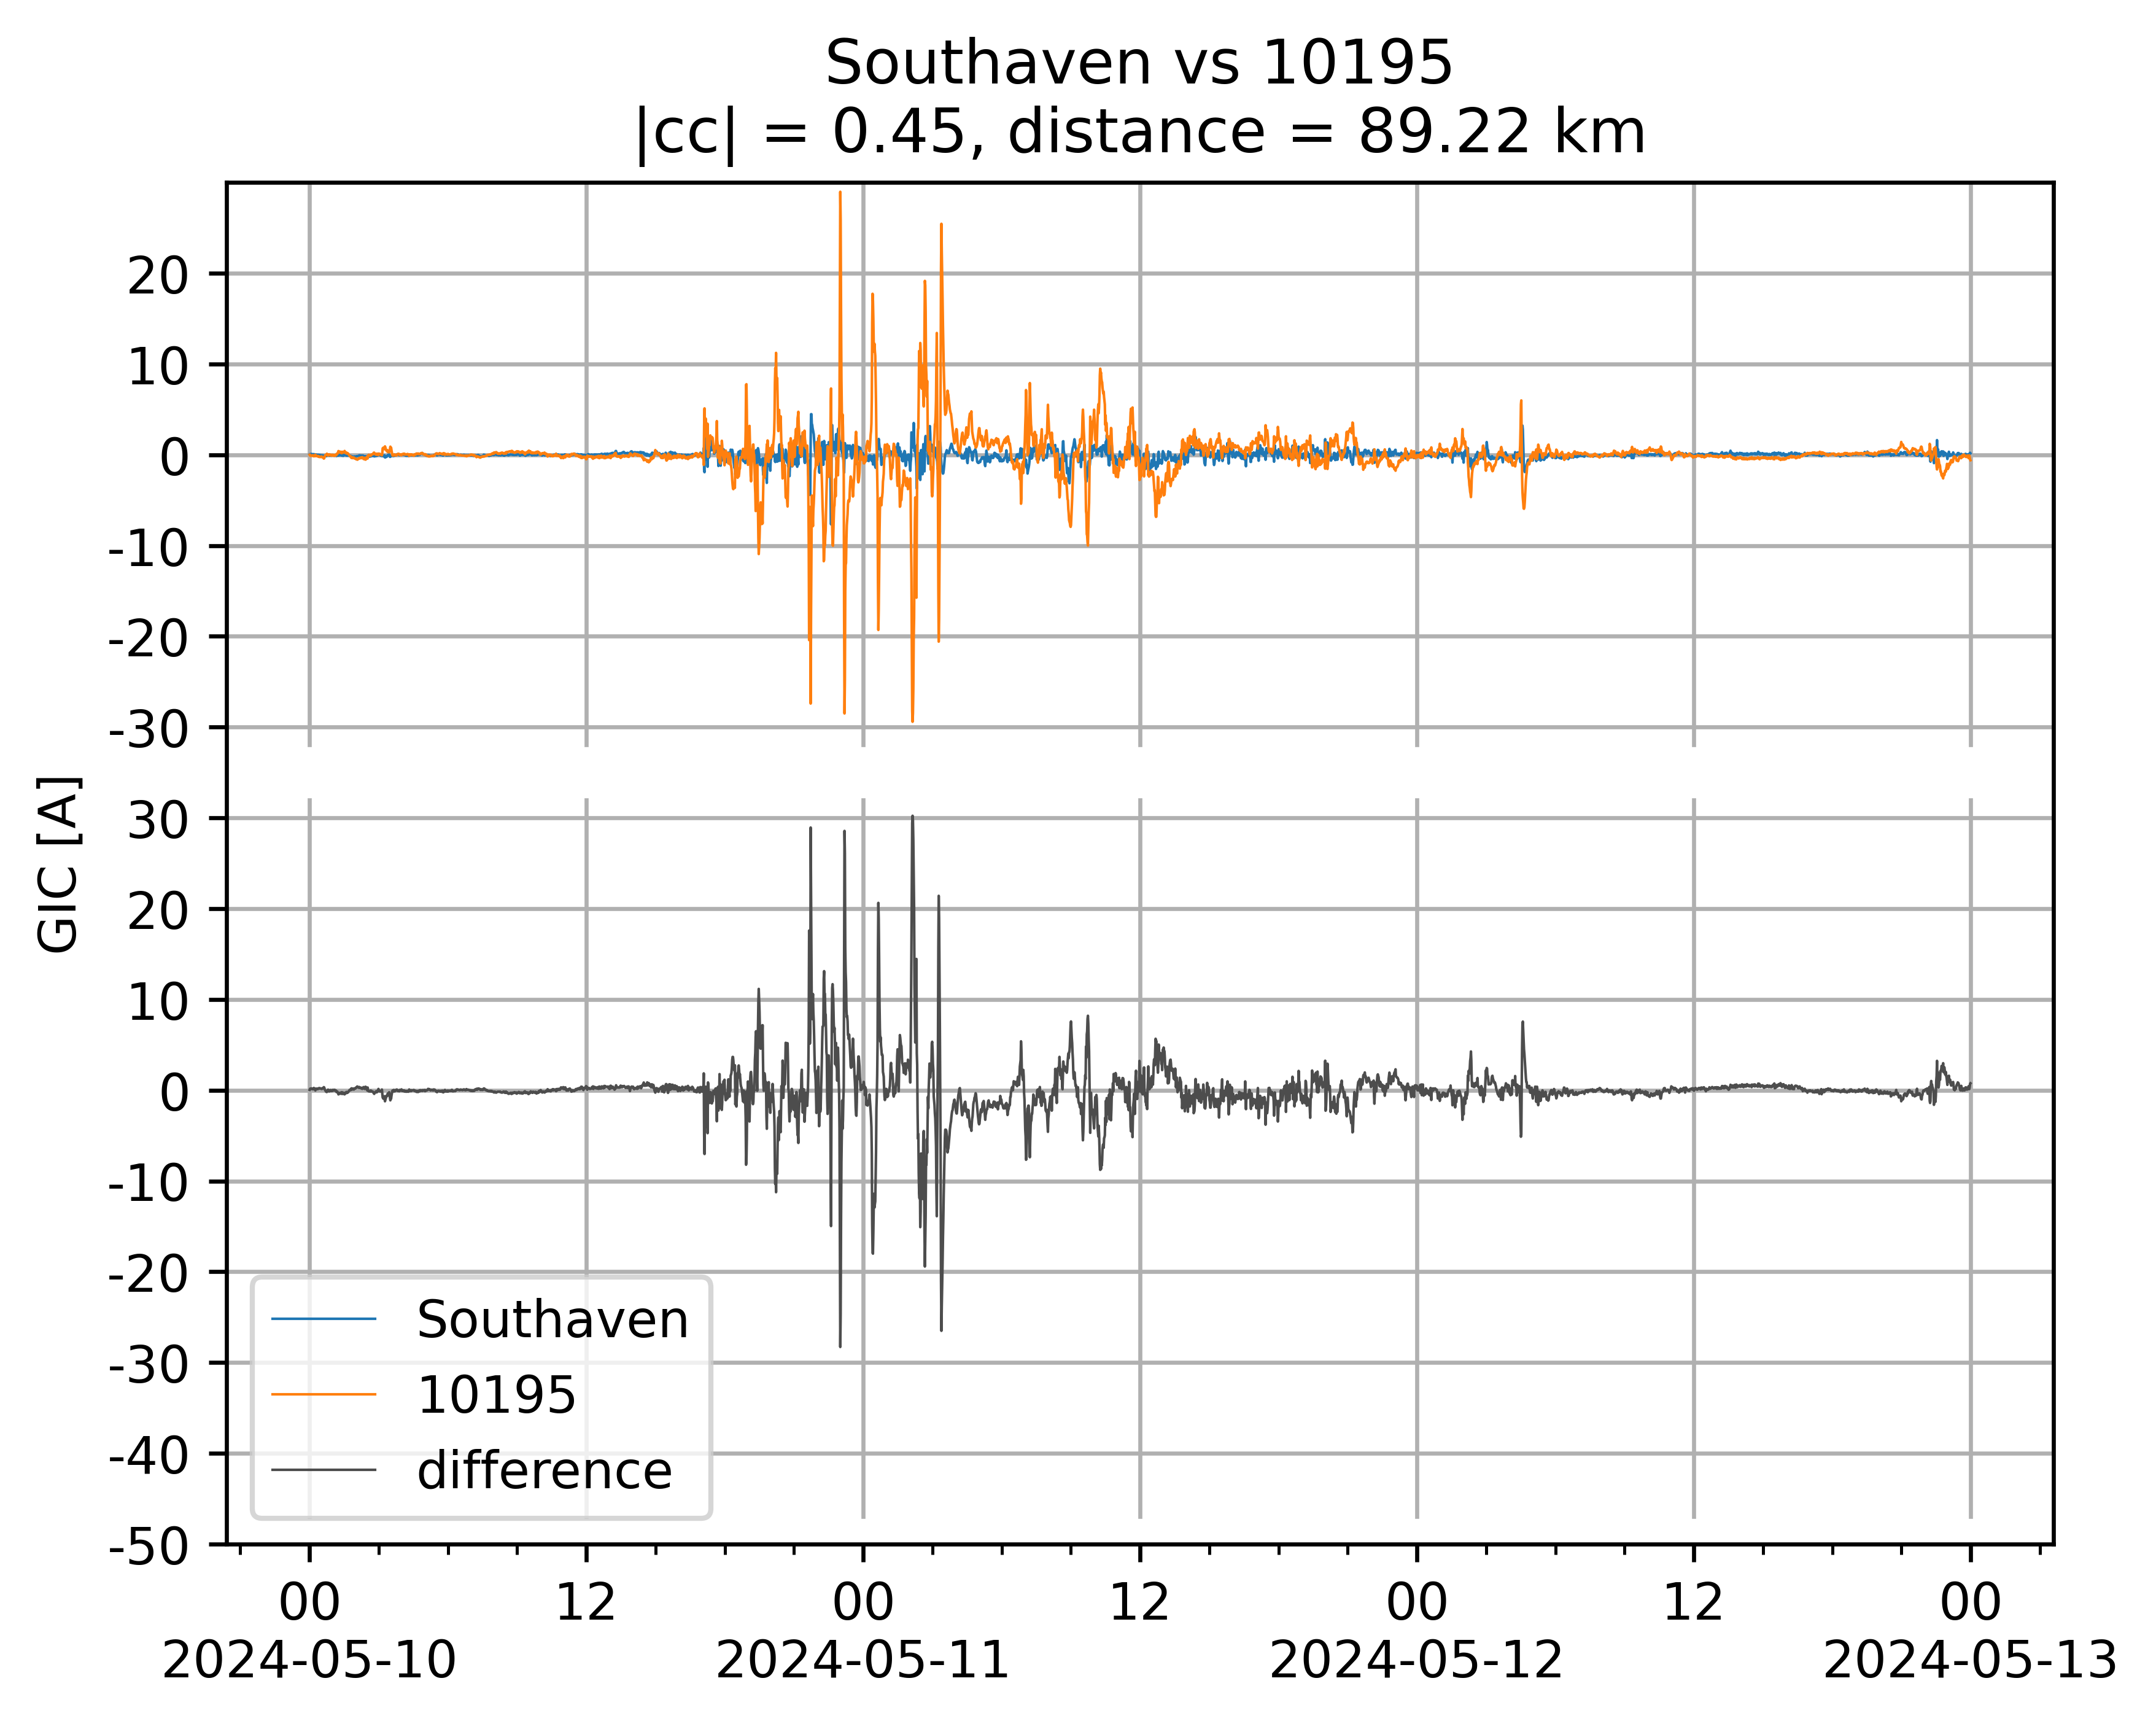 Southaven vs 10195
|cc| = 0.45, distance = 89.22 km
GIC [A]
20
10
0
-10
-20
-30
30
20
10
0
-10
-20
-30
-40
-50
Southaven
10195
difference
00 12 00 12 00 12 00
2024-05-10 2024-05-11 2024-05-12 2024-05-13